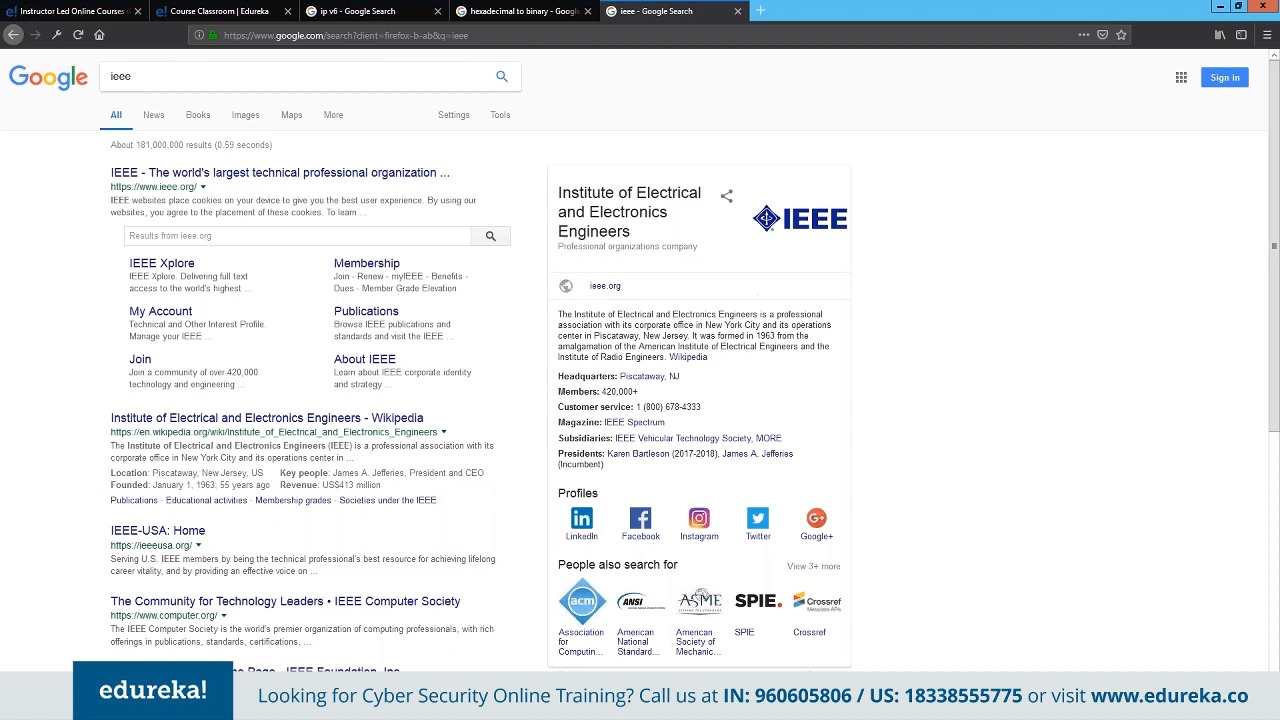 Instructor Led Online Courses w
Course Classroom | Edureka
ip v6 - Google Search
hexadecimal to binary - Google
ieee - Google Search
https://www.google.com/search?client=firefox-b-ab&q=ieee
Google
ieee
Sign in
All
News
Books
Images
Maps
More
Settings
Tools
About 181,000,000 results (0.59 seconds)
IEEE - The world's largest technical professional organization ...
https://www.ieee.org/
IEEE websites place cookies on your device to give you the best user experience. By using our
websites, you agree to the placement of these cookies. To learn ...
Results from ieee.org
IEEE Xplore
IEEE Xplore. Delivering full text
access to the world's highest ...
Membership
Join - Renew - myIEEE - Benefits -
Dues - Member Grade Elevation
My Account
Technical and Other Interest Profile.
Manage your IEEE ...
Publications
Browse IEEE publications and
standards and visit the IEEE ...
Join
Join a community of over 420,000
technology and engineering ...
About IEEE
Learn about IEEE corporate identity
and strategy ...
Institute of Electrical and Electronics Engineers - Wikipedia
https://en.wikipedia.org/wiki/Institute_of_Electrical_and_Electronics_Engineers
The Institute of Electrical and Electronics Engineers (IEEE) is a professional association with its
corporate office in New York City and its operations center in ...
Location: Piscataway, New Jersey, US Key people: James A. Jefferies, President and CEO
Founded: January 1, 1963; 55 years ago Revenue: US$413 million
Publications · Educational activities · Membership grades · Societies under the IEEE
IEEE-USA: Home
https://ieeeusa.org/
Serving U.S. IEEE members by being the technical professional's best resource for achieving lifelong
career vitality, and by providing an effective voice on ...
The Community for Technology Leaders • IEEE Computer Society
https://www.computer.org/
The IEEE Computer Society is the world's premier organization of computing professionals, with rich
offerings in publications, standards, certifications, ...
Page - IEEE Foundation, Inc.
Institute of Electrical
and Electronics
Engineers
Professional organizations company
IEEE
ieee.org
The Institute of Electrical and Electronics Engineers is a professional
association with its corporate office in New York City and its operations
center in Piscataway, New Jersey. It was formed in 1963 from the
amalgamation of the American Institute of Electrical Engineers and the
Institute of Radio Engineers. Wikipedia
Headquarters: Piscataway, NJ
Members: 420,000+
Customer service: 1 (800) 678-4333
Magazine: IEEE Spectrum
Subsidiaries: IEEE Vehicular Technology Society, MORE
Presidents: Karen Bartleson (2017-2018), James A. Jefferies
(Incumbent)
Profiles
LinkedIn
Facebook
Instagram
Twitter
Google+
People also search for
View 3+ more
acm
ANSI
ASME
SPIE.
Crossref
Metadata APIs
Association
for
Computin...
American
National
Standard...
American
Society of
Mechanic...
SPIE
Crossref
edureka!
Looking for Cyber Security Online Training? Call us at IN: 960605806 / US: 18338555775 or visit www.edureka.co